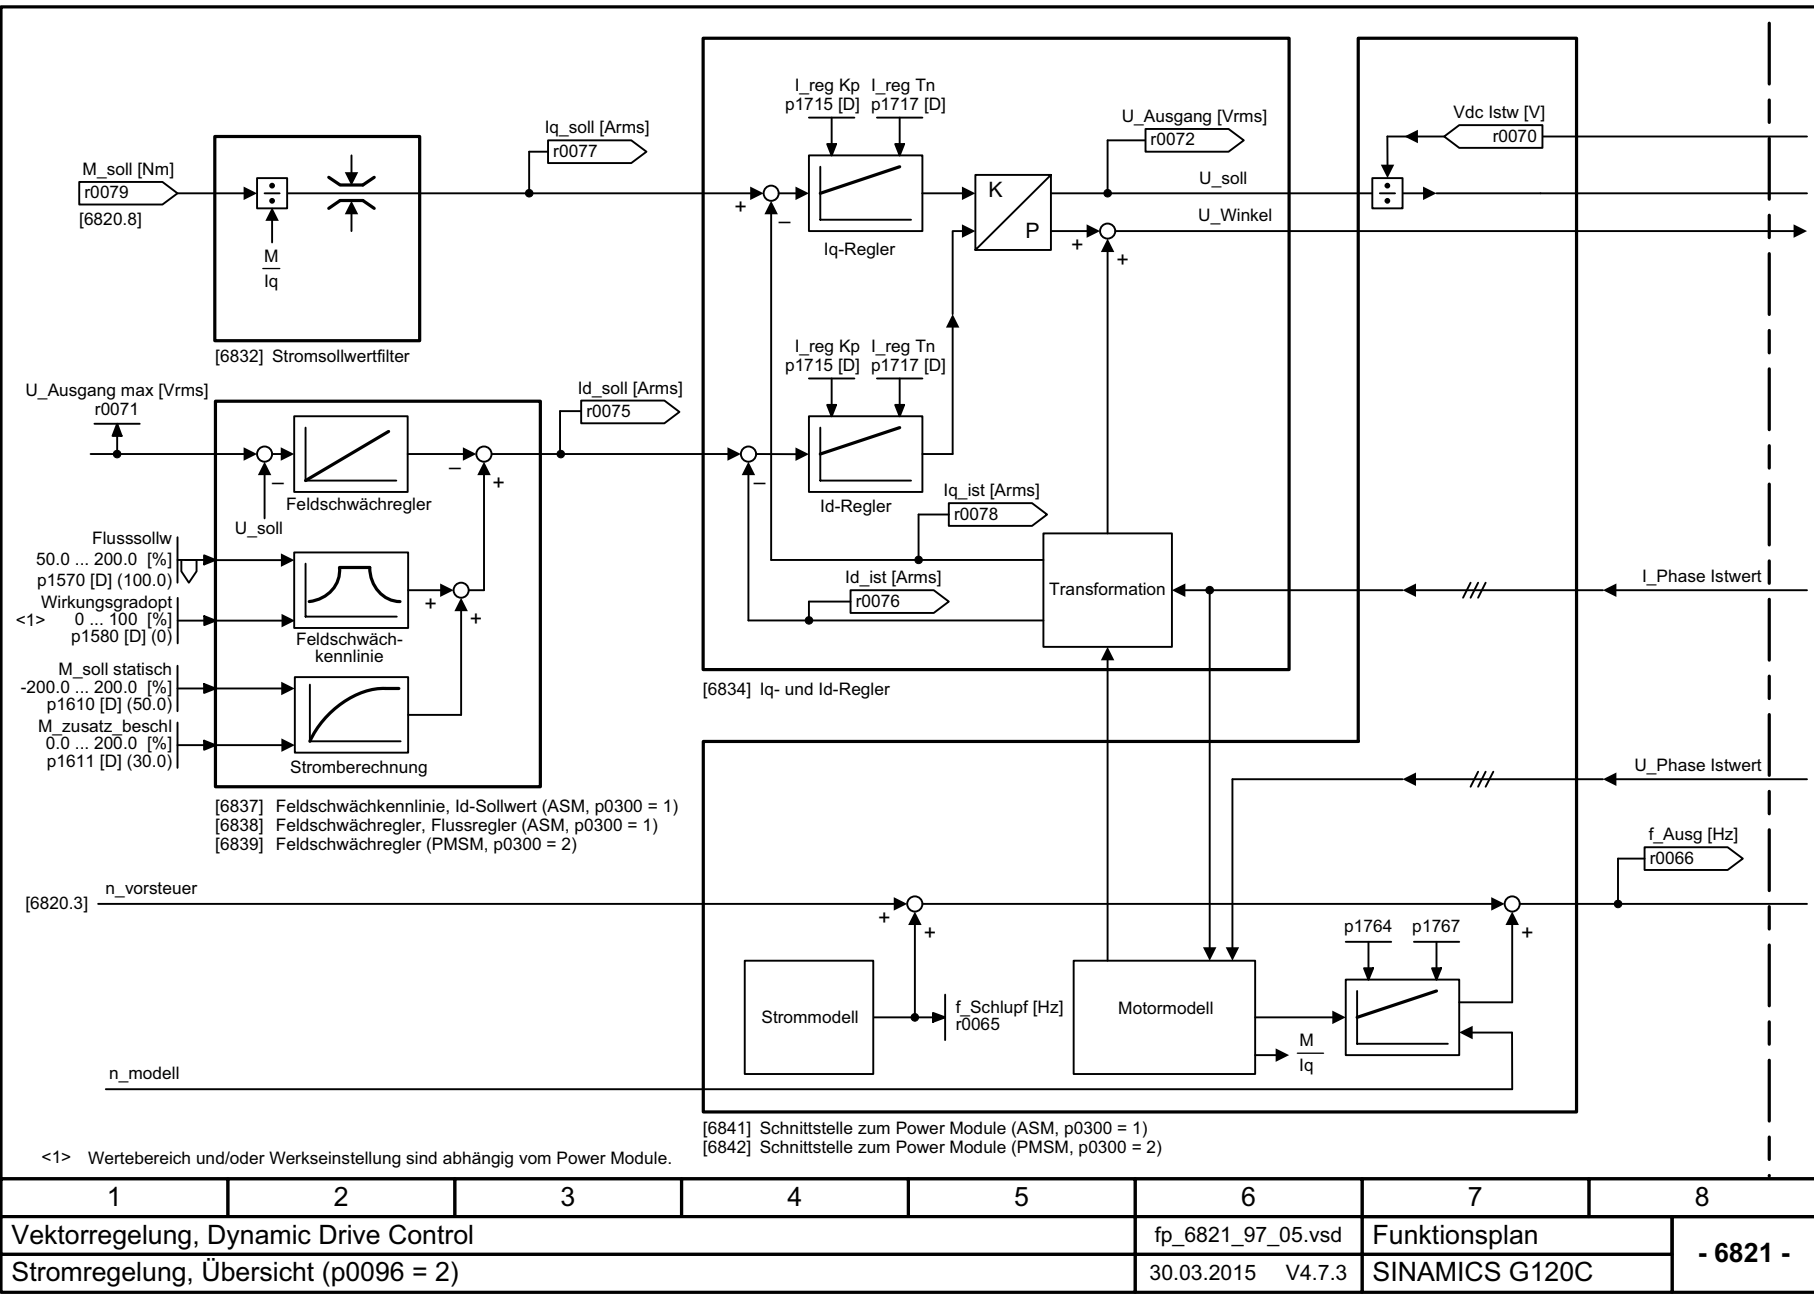 I_reg Kp
p1715 [D]
I_reg Tn
p1717 [D]
U_Ausgang [Vrms]
r0072
Vdc Istw [V]
r0070
Iq_soll [Arms]
r0077
M_soll [Nm]
r0079
[6820.8]
÷
M
Iq
+
–
Iq-Regler
K
P
U_soll
÷
U_Winkel
+
+
[6832] Stromsollwertfilter
I_reg Kp
p1715 [D]
I_reg Tn
p1717 [D]
U_Ausgang max [Vrms]
r0071
Id_soll [Arms]
r0075
–
–
+
–
Feldschwächregler
U_soll
Id-Regler
Iq_ist [Arms]
r0078
Flusssollw
50.0 ... 200.0 [%]
p1570 [D] (100.0)
Wirkungsgradopt
<1> 0 ... 100 [%]
p1580 [D] (0)
+
+
Feldschwäch-
kennlinie
Id_ist [Arms]
r0076
Transformation
I_Phase Istwert
M_soll statisch
-200.0 ... 200.0 [%]
p1610 [D] (50.0)
M_zusatz_beschl
0.0 ... 200.0 [%]
p1611 [D] (30.0)
Stromberechnung
[6834] Iq- und Id-Regler
U_Phase Istwert
[6837] Feldschwächkennlinie, Id-Sollwert (ASM, p0300 = 1)
[6838] Feldschwächregler, Flussregler (ASM, p0300 = 1)
[6839] Feldschwächregler (PMSM, p0300 = 2)
f_Ausg [Hz]
r0066
[6820.3]
n_vorsteuer
+
+
p1764
p1767
+
Strommodell
f_Schlupf [Hz]
r0065
Motormodell
M
Iq
n_modell
[6841] Schnittstelle zum Power Module (ASM, p0300 = 1)
[6842] Schnittstelle zum Power Module (PMSM, p0300 = 2)
<1> Wertebereich und/oder Werkseinstellung sind abhängig vom Power Module.
1 2 3 4 5 6 7 8
Vektorregelung, Dynamic Drive Control
fp_6821_97_05.vsd
Funktionsplan
- 6821 -
Stromregelung, Übersicht (p0096 = 2)
30.03.2015 V4.7.3
SINAMICS G120C